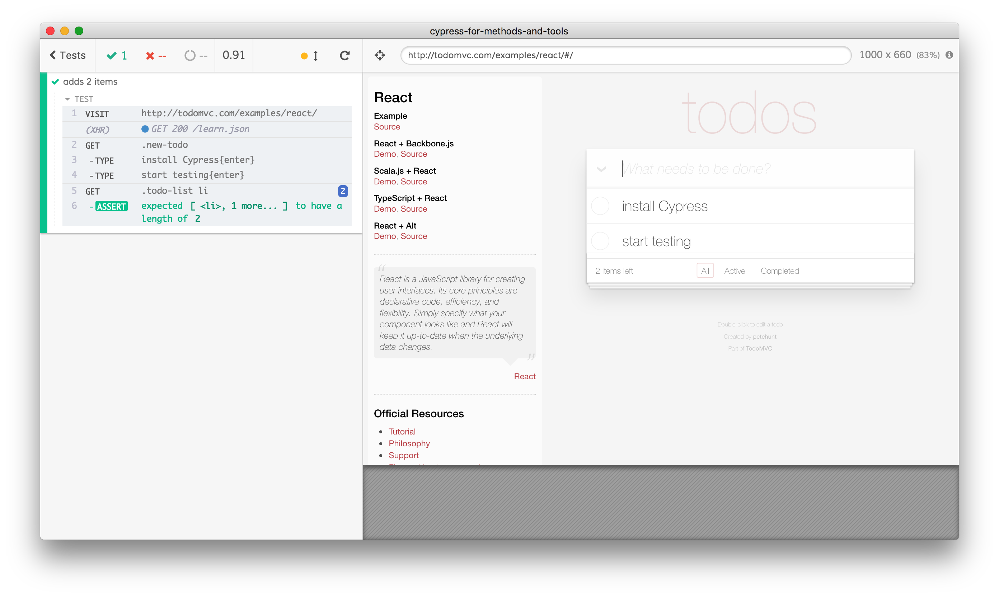 cypress-for-methods-and-tools
Tests 1 -- -- 0.91
http://todomvc.com/examples/react/#/ 1000 x 660 (83%)
adds 2 items
TEST
1 VISIT http://todomvc.com/examples/react/
(XHR) GET 200 /learn.json
2 GET .new-todo
3 -TYPE install Cypress{enter}
4 -TYPE start testing{enter}
5 GET .todo-list li 2
6 -ASSERT expected [ <li>, 1 more... ] to have a
length of 2
React
Example
Source
React + Backbone.js
Demo, Source
Scala.js + React
Demo, Source
TypeScript + React
Demo, Source
React + Alt
Demo, Source
“
React is a JavaScript library for creating
user interfaces. Its core principles are
declarative code, efficiency, and
flexibility. Simply specify what your
component looks like and React will
keep it up-to-date when the underlying
data changes.
”
React
Official Resources
• Tutorial
• Philosophy
• Support
todos
What needs to be done?
install Cypress
start testing
2 items left All Active Completed
Double-click to edit a todo
Created by petehunt
Part of TodoMVC